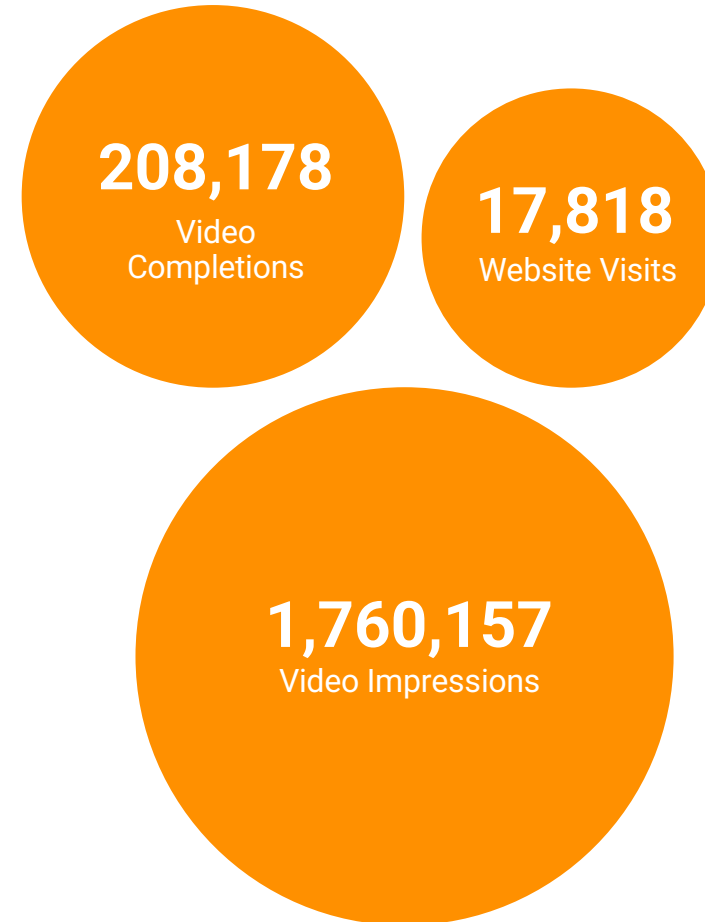 208,178
Video
Completions
17,818
Website Visits
1,760,157
Video Impressions